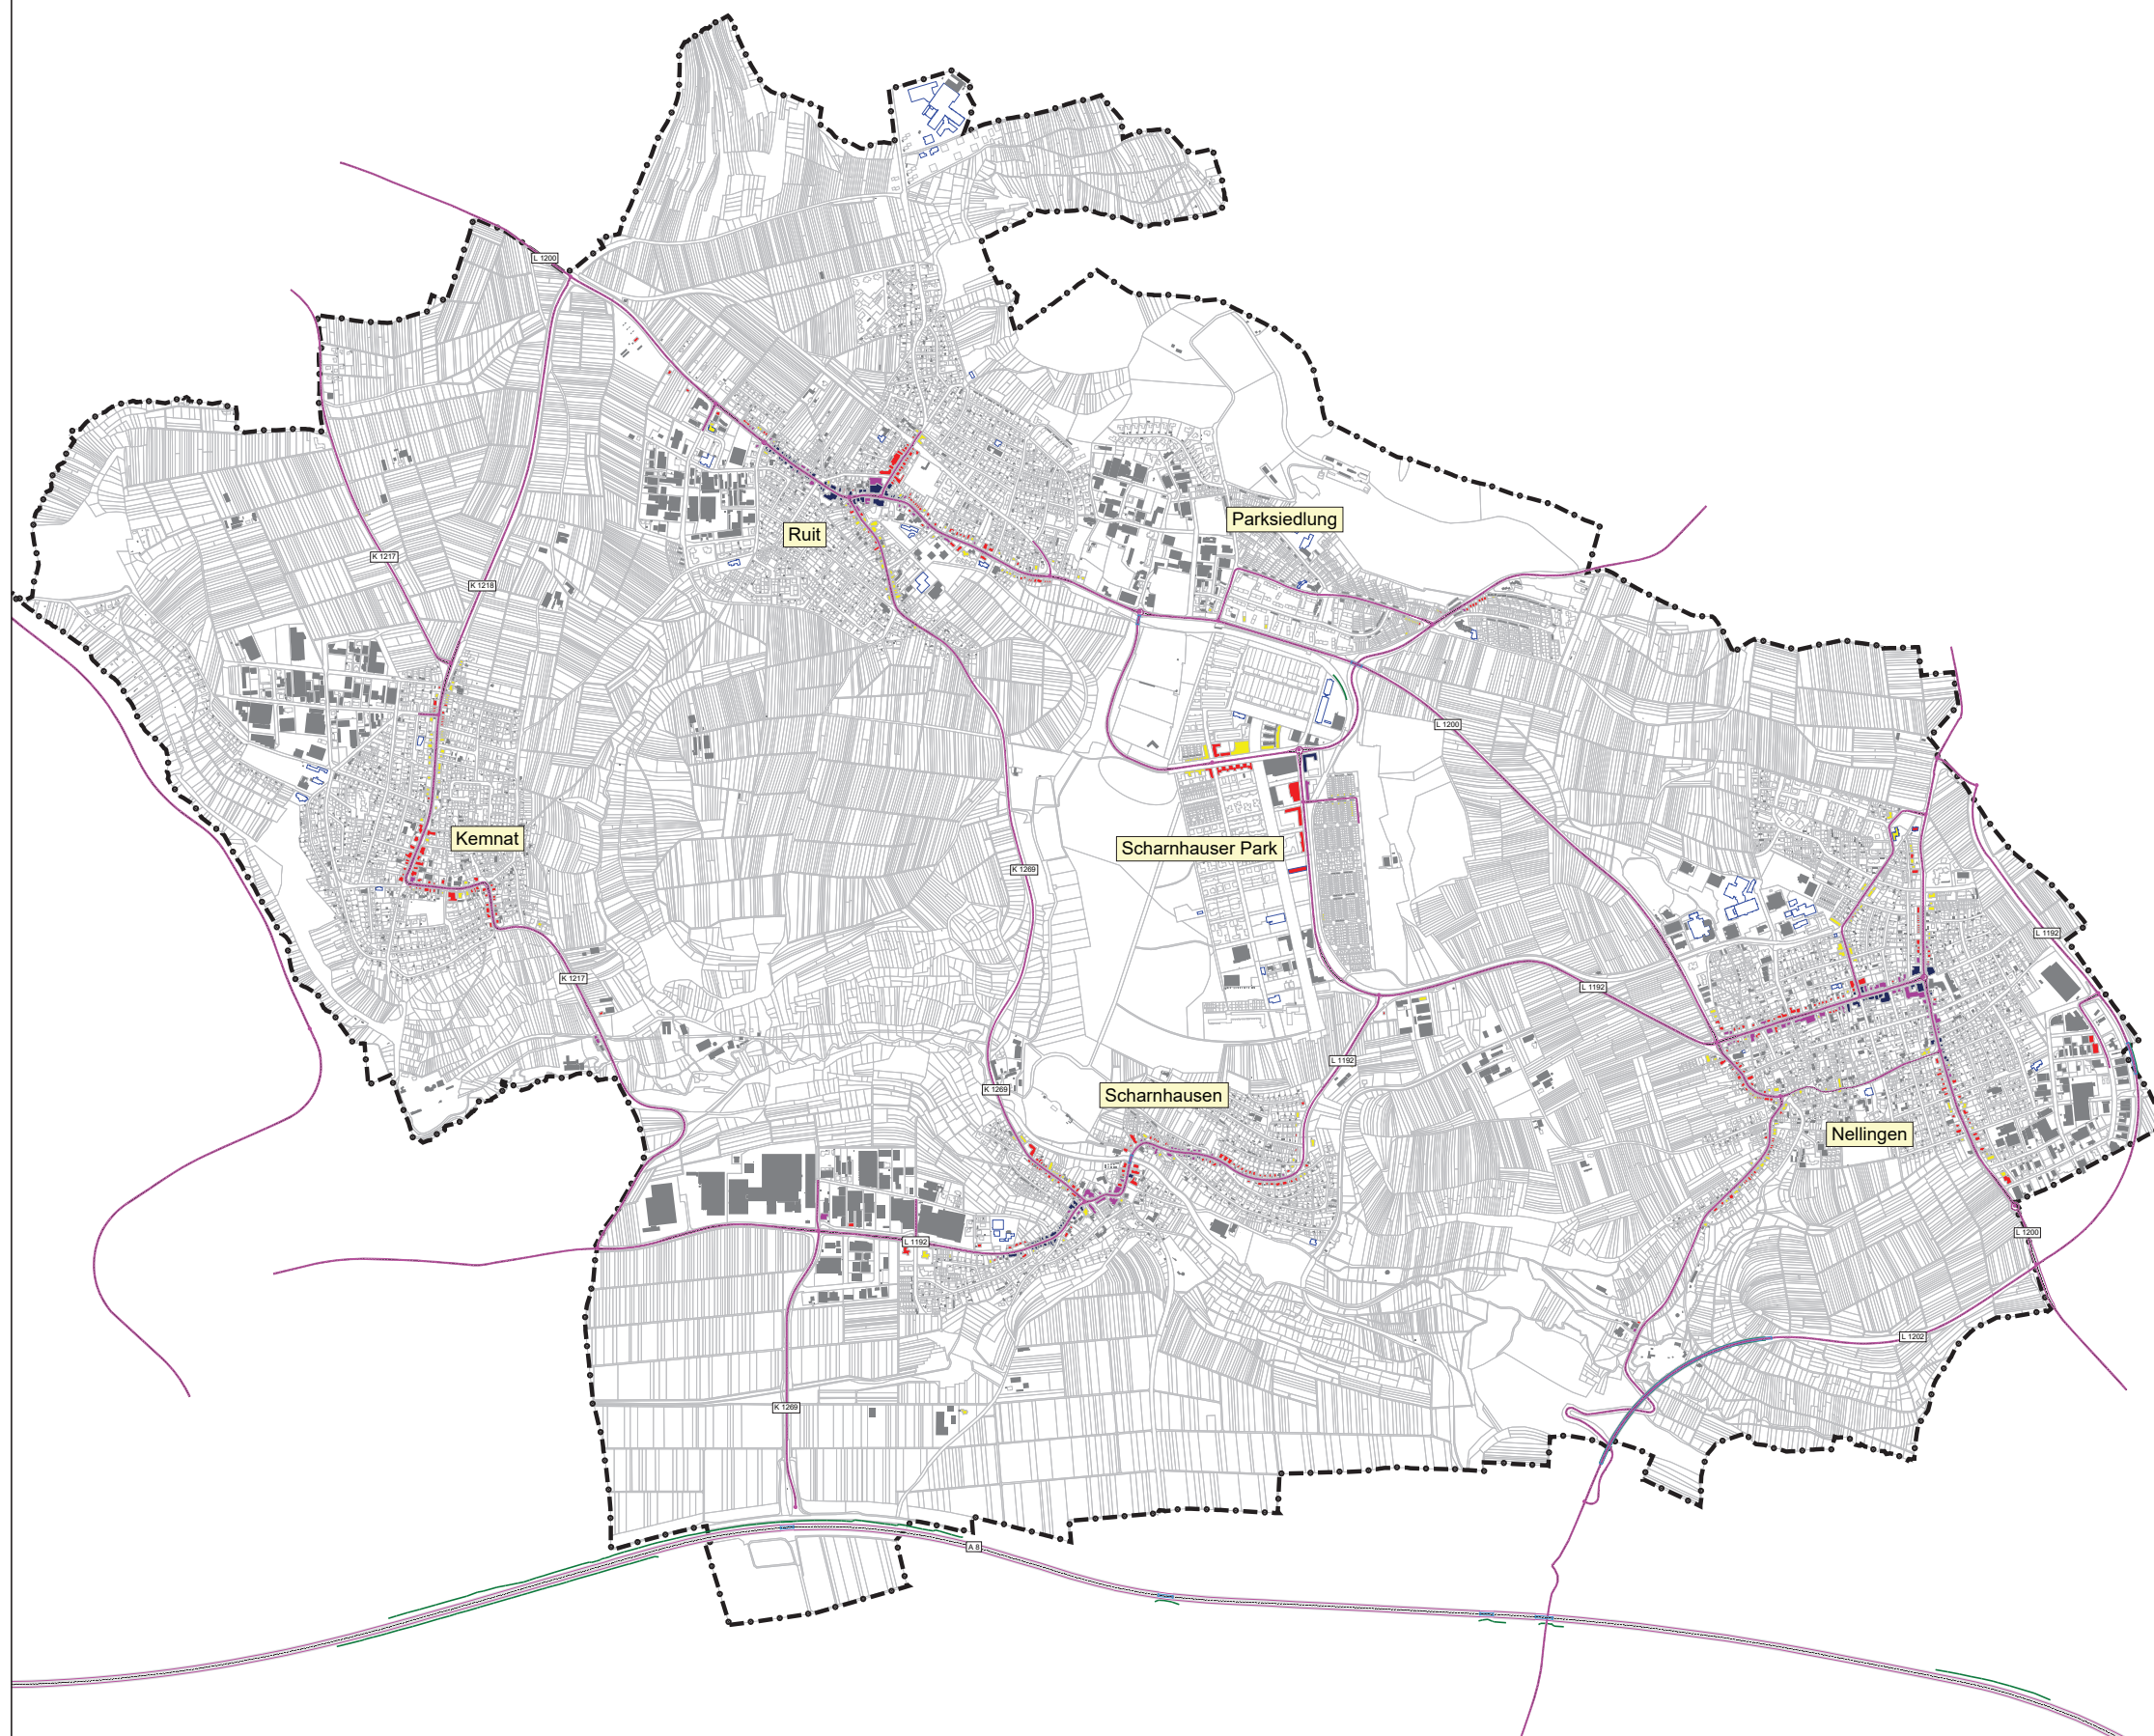 L 1200
Parksiedlung
Ruit
K 1217
K 1218
L 1200
Kemnat
Scharnhauser Park
K 1269
L 1192
K 1217
L 1192
L 1192
K 1269
Scharnhausen
Nellingen
L 1200
L 1192
L 1202
K 1269
A 8